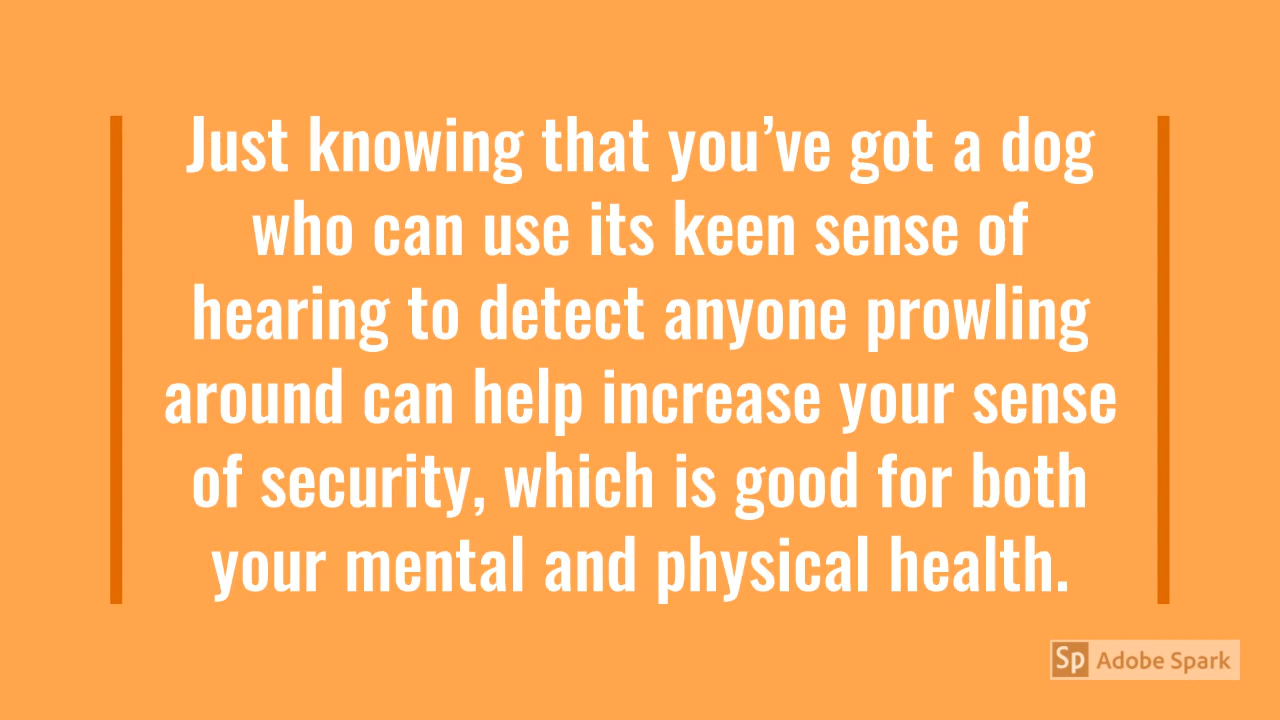 Just knowing that you’ve got a dog
who can use its keen sense of
hearing to detect anyone prowling
around can help increase your sense
of security, which is good for both
your mental and physical health.
Sp Adobe Spark